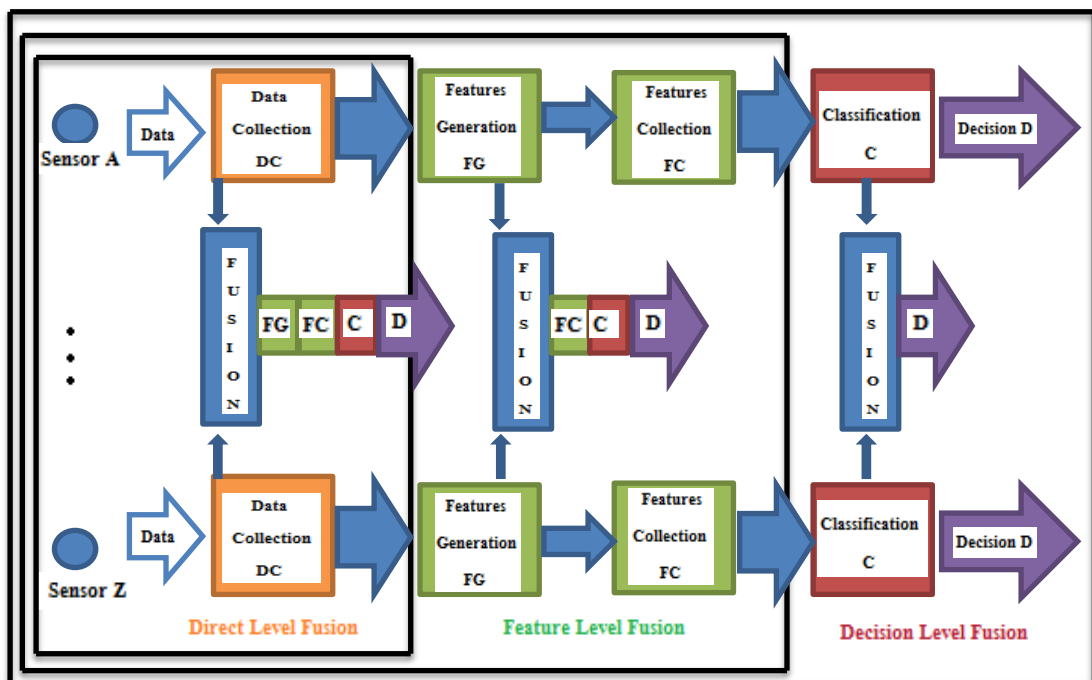 Sensor A
Data
Data
Collection
DC
Features
Generation
FG
Features
Collection
FC
Classification
C
Decision D
F
U
S
I
O
N
FG
FC
C
D
F
U
S
I
O
N
FC
C
D
F
U
S
I
O
N
D
Sensor Z
Data
Data
Collection
DC
Features
Generation
FG
Features
Collection
FC
Classification
C
Decision D
Direct Level Fusion
Feature Level Fusion
Decision Level Fusion